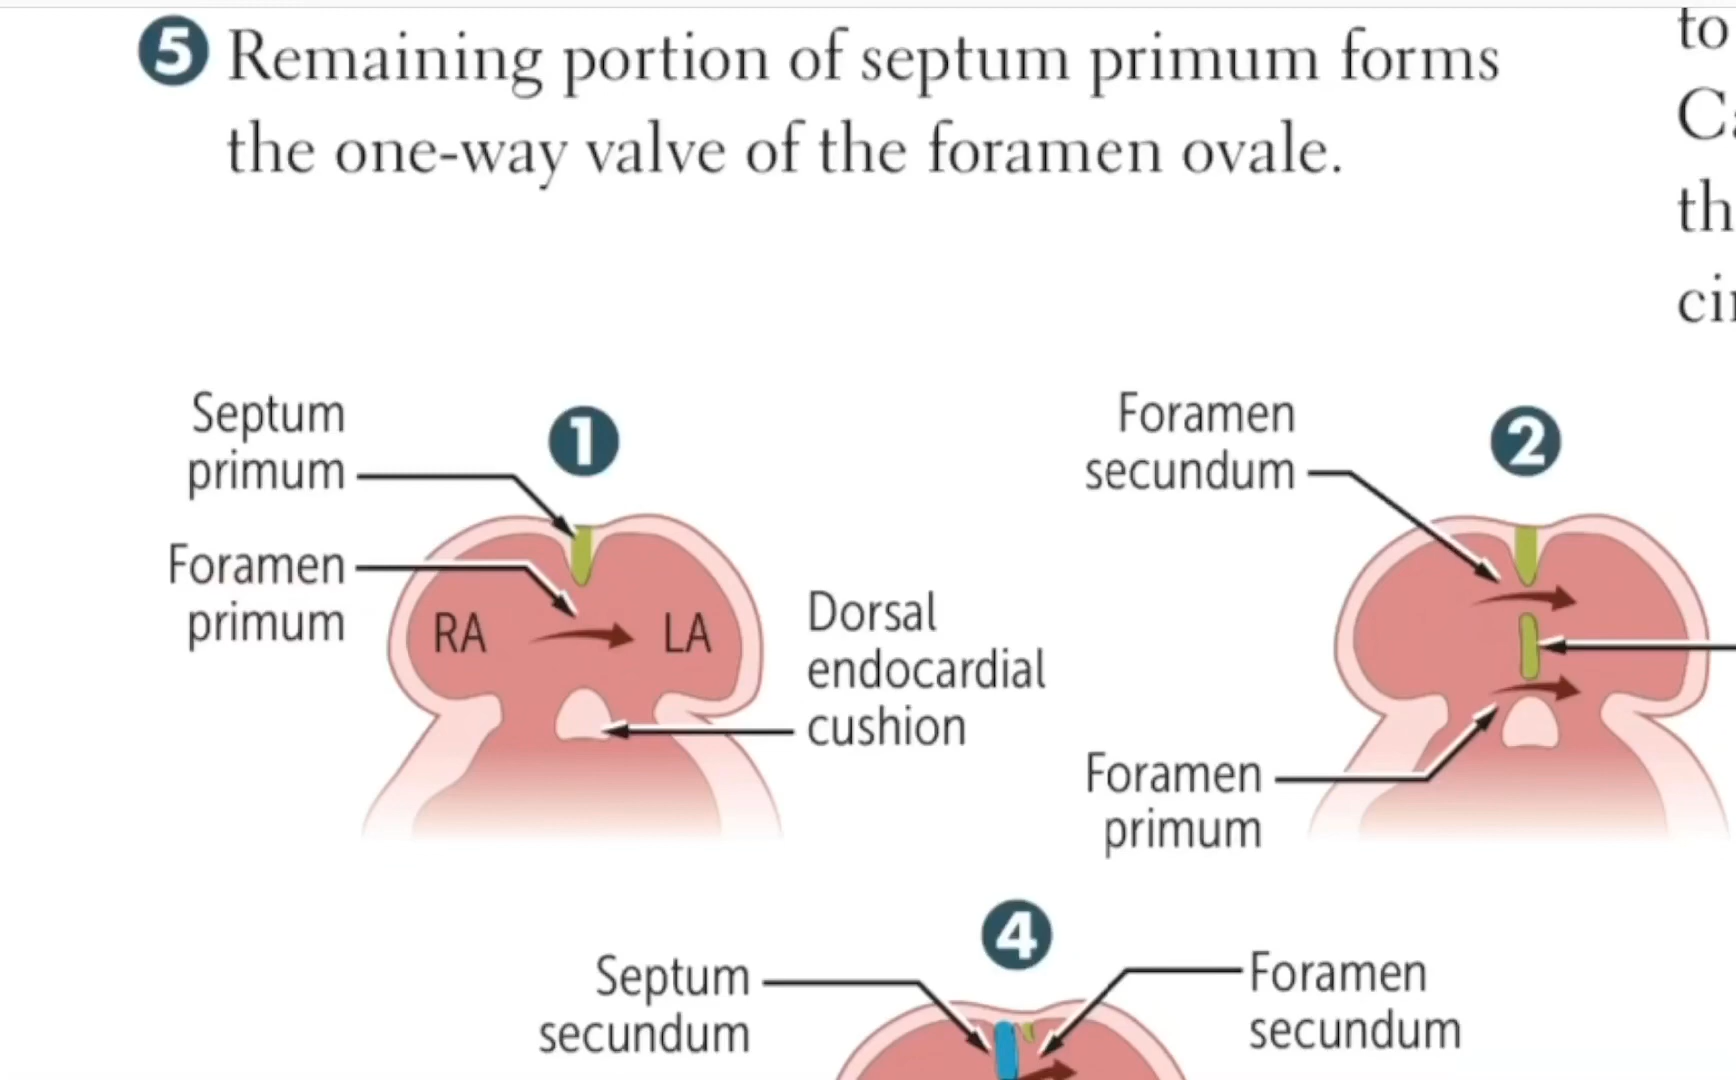 5 Remaining portion of septum primum forms
the one-way valve of the foramen ovale.
to
th
Septum
primum
1
Foramen
primum
RA
LA
Dorsal
endocardial
cushion
Foramen
secundum
2
Foramen
primum
4
Septum
secundum
Foramen
secundum